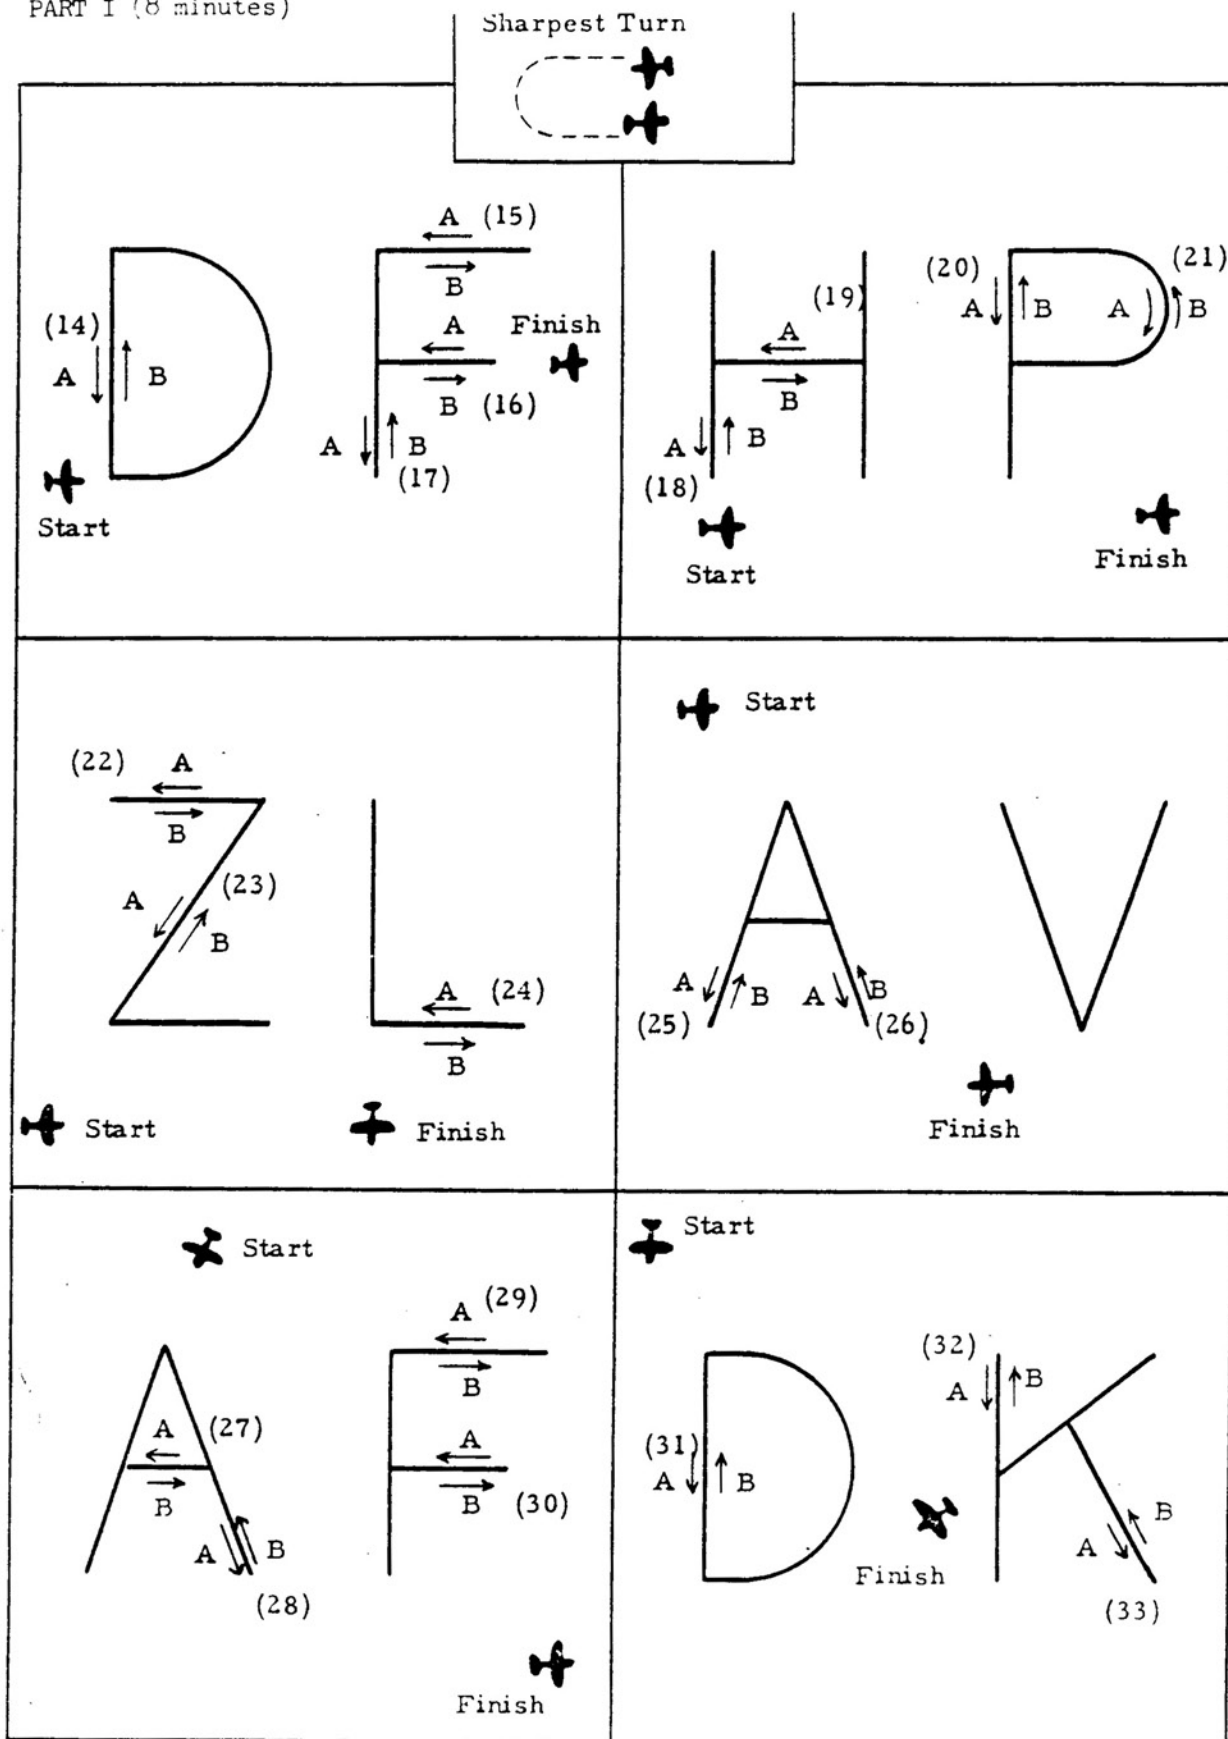 PART I (8 minutes)
Sharpest Turn
A (15)
B
(14)
A B
A Finish
B (16)
A B
(17)
Start
(20) (21)
A B A B
(19)
A
B
A B
(18)
Start
Finish
(22) A
B
(23)
A
B
A (24)
B
Start
Finish
Start
A B A B
(25) (26)
Finish
Start
A (29)
B
(27)
A
B
A
B
(30)
A B
(28)
Finish
Start
(32)
A B
(31)
A B
Finish
B
A
(33)